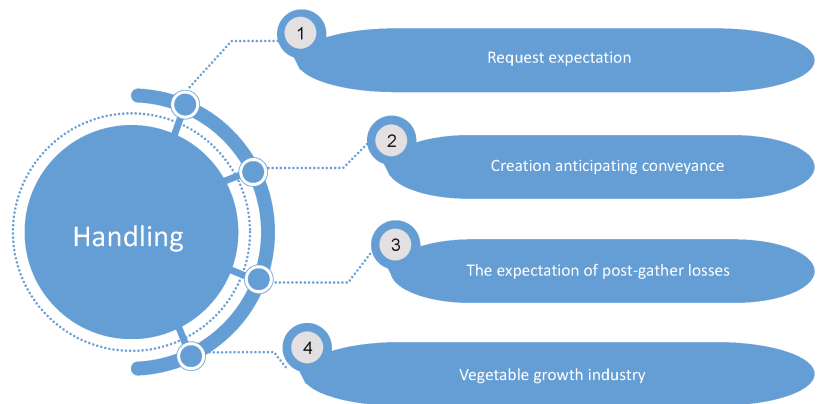 Handling
1
Request expectation
2
Creation anticipating conveyance
3
The expectation of post-gather losses
4
Vegetable growth industry